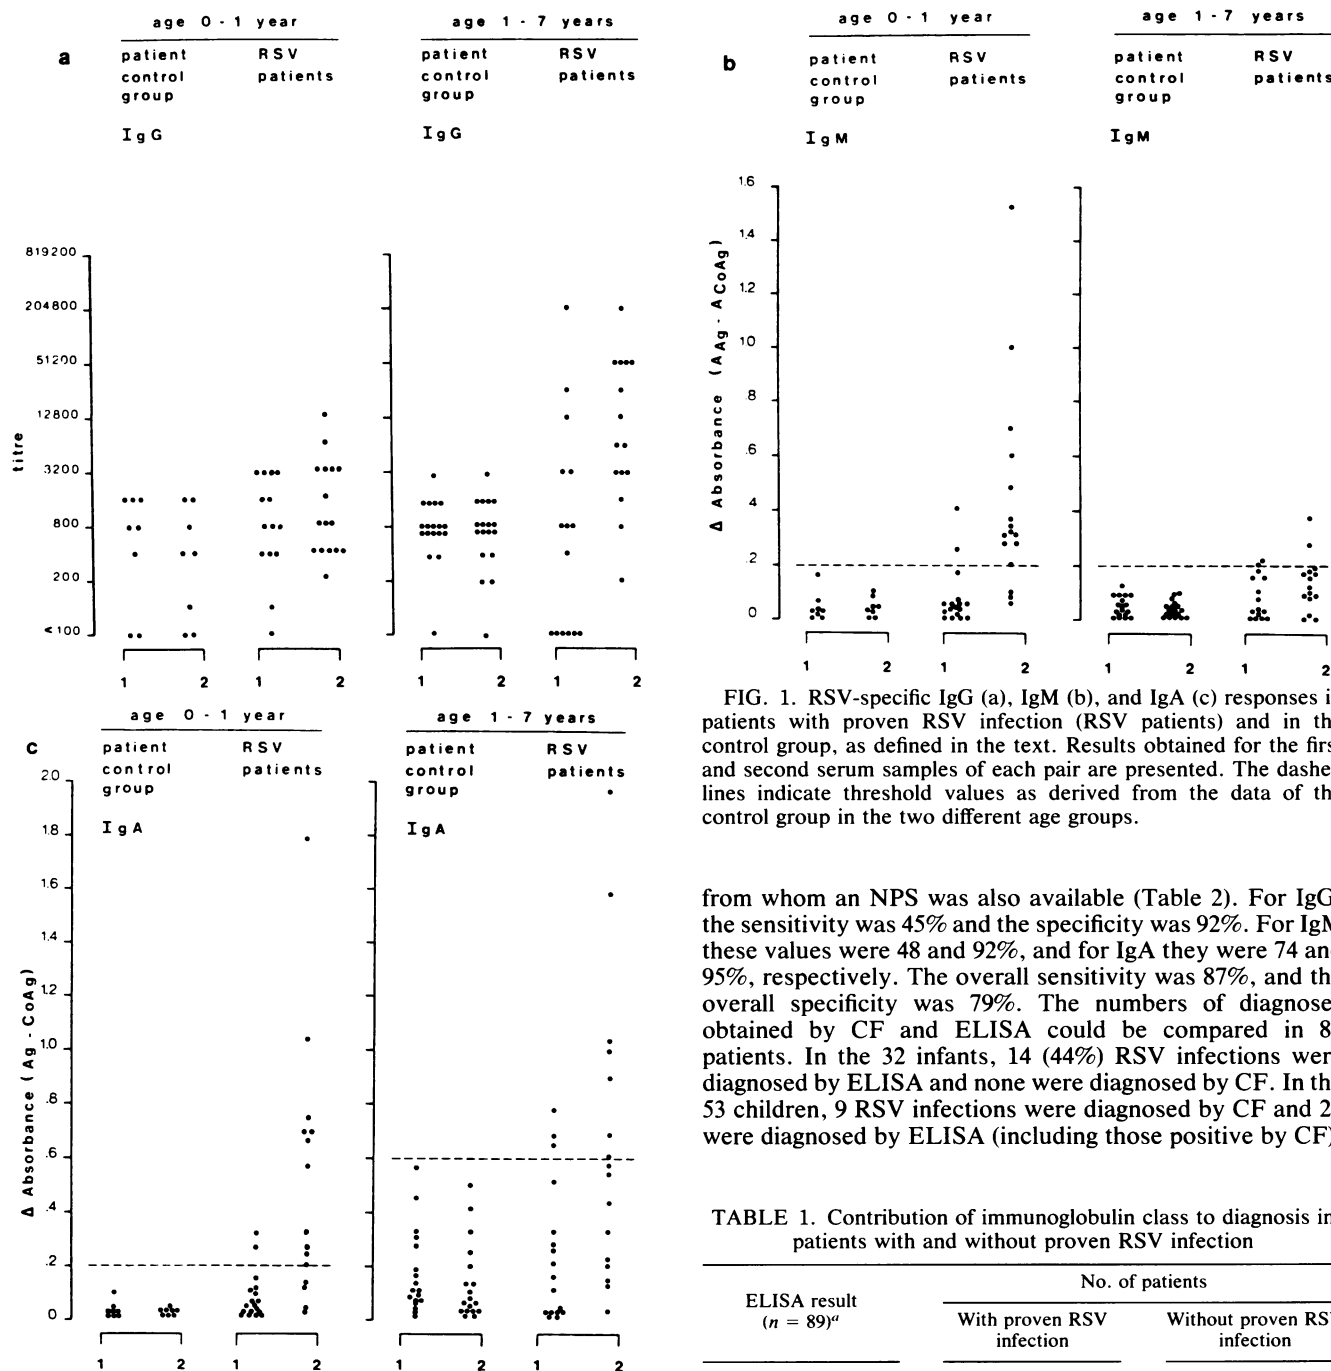 age 0 - 1 year
age 1 - 7 years
a
patient control group
RSV patients
patient control group
RSV patients
IgG
IgG
titre
819200
204800
51200
12800
3200
800
200
<100
1 2 1 2
1 2 1 2
age 0 - 1 year
age 1 - 7 years
b
patient control group
RSV patients
patient control group
RSV patients
IgM
IgM
Δ Absorbance (A Ag - A CoAg)
1.6
1.4
1.2
1.0
.8
.6
.4
.2
0
1 2 1 2
1 2 1 2
age 0 - 1 year
age 1 - 7 years
c
patient control group
RSV patients
patient control group
RSV patients
IgA
IgA
Δ Absorbance (Ag - CoAg)
2.0
1.8
1.6
1.4
1.2
1.0
.8
.6
.4
.2
0
1 2 1 2
1 2 1 2
FIG. 1. RSV-specific IgG (a), IgM (b), and IgA (c) responses
patients with proven RSV infection (RSV patients) and in
control group, as defined in the text. Results obtained for the
and second serum samples of each pair are presented. The
lines indicate threshold values as derived from the data of
control group in the two different age groups.
from whom an NPS was also available (Table 2). For IgG
the sensitivity was 45% and the specificity was 92%. For
these values were 48 and 92%, and for IgA they were 74
95%, respectively. The overall sensitivity was 87%, and
overall specificity was 79%. The numbers of
obtained by CF and ELISA could be compared in
patients. In the 32 infants, 14 (44%) RSV infections
diagnosed by ELISA and none were diagnosed by CF. In
53 children, 9 RSV infections were diagnosed by CF and
were diagnosed by ELISA (including those positive by CF)
TABLE 1. Contribution of immunoglobulin class to diagnosis in
patients with and without proven RSV infection
ELISA result
(n = 89)ᵃ
No. of patients
With proven RSV
infection
Without proven
infection